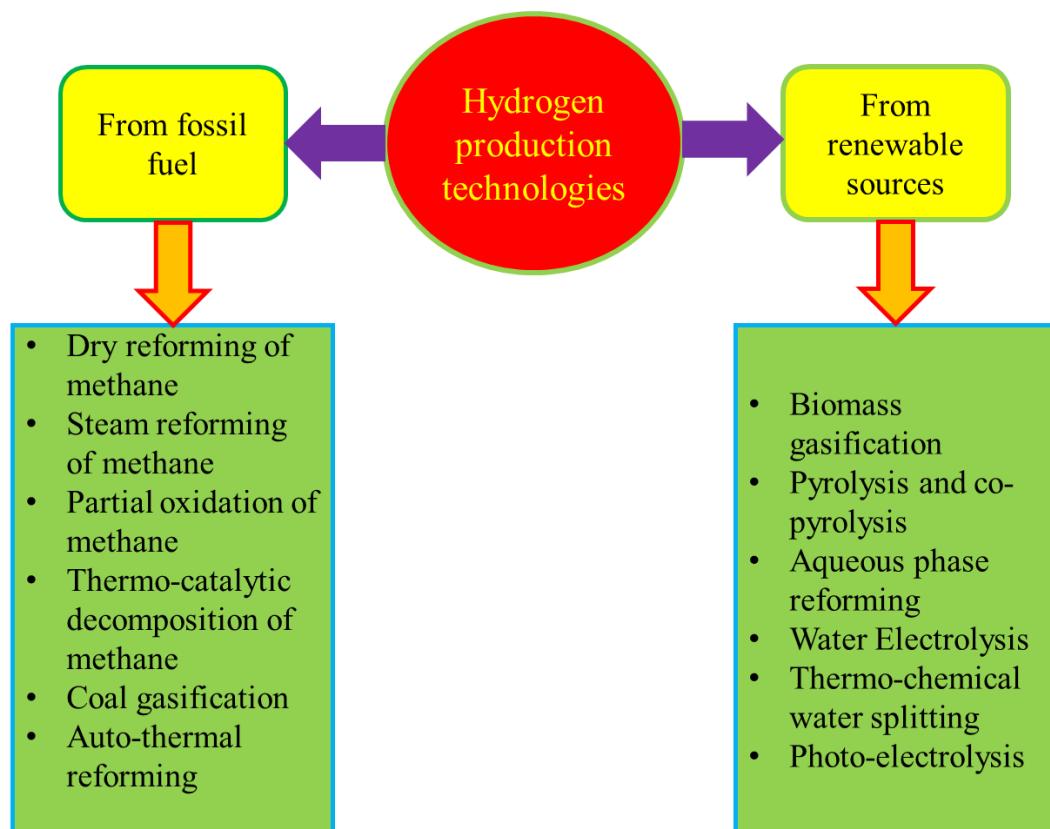 Hydrogen
production
technologies
From fossil
fuel
From
renewable
sources
• Dry reforming of
methane
• Steam reforming
of methane
• Partial oxidation of
methane
• Thermo-catalytic
decomposition of
methane
• Coal gasification
• Auto-thermal
reforming
• Biomass
gasification
• Pyrolysis and co-
pyrolysis
• Aqueous phase
reforming
• Water Electrolysis
• Thermo-chemical
water splitting
• Photo-electrolysis